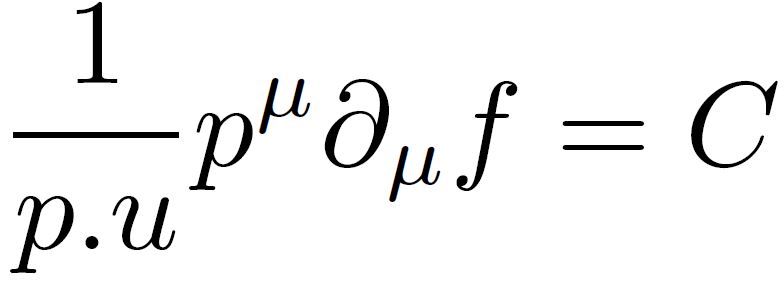 \frac{1}{p.u} p^{\mu} \partial_{\mu} f = C